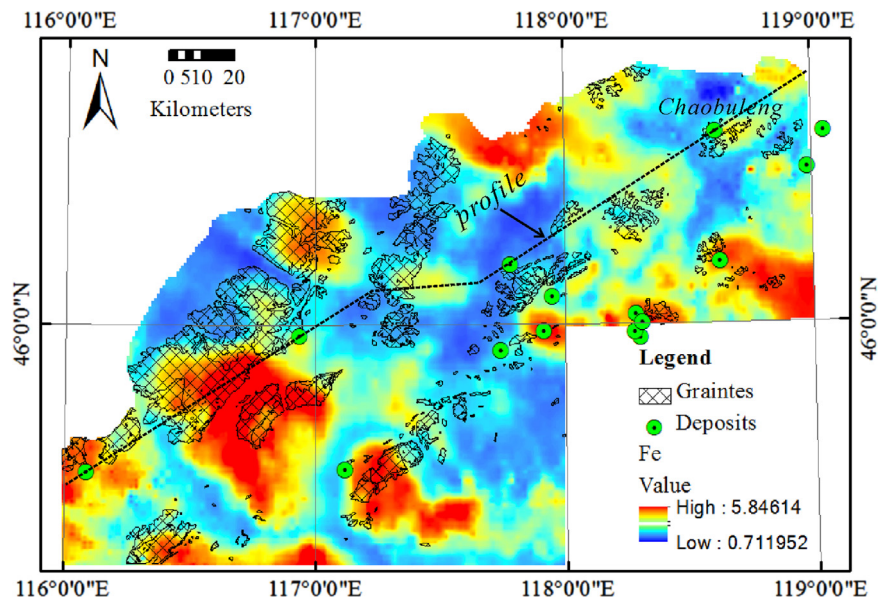 116°0'0"E 117°0'0"E 118°0'0"E 119°0'0"E
N
0 510 20
Kilometers
Chaobuleng
profile
46°0'0"N
46°0'0"N
Legend
Graintes
Deposits
Fe
Value
High : 5.84614
Low : 0.711952
116°0'0"E 117°0'0"E 118°0'0"E 119°0'0"E